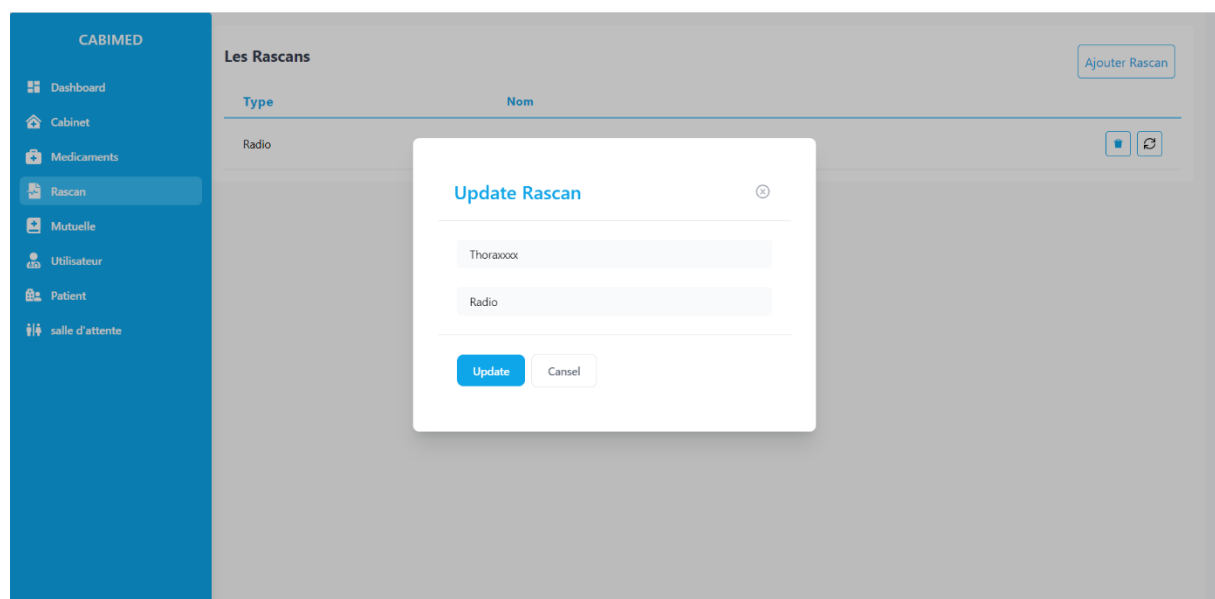 CABIMED
Dashboard
Cabinet
Medicaments
Rascan
Mutuelle
Utilisateur
Patient
salle d'attente
Les Rascans
Ajouter Rascan
Type
Nom
Radio
Update Rascan
Thoraxxxx
Radio
Update
Cansel